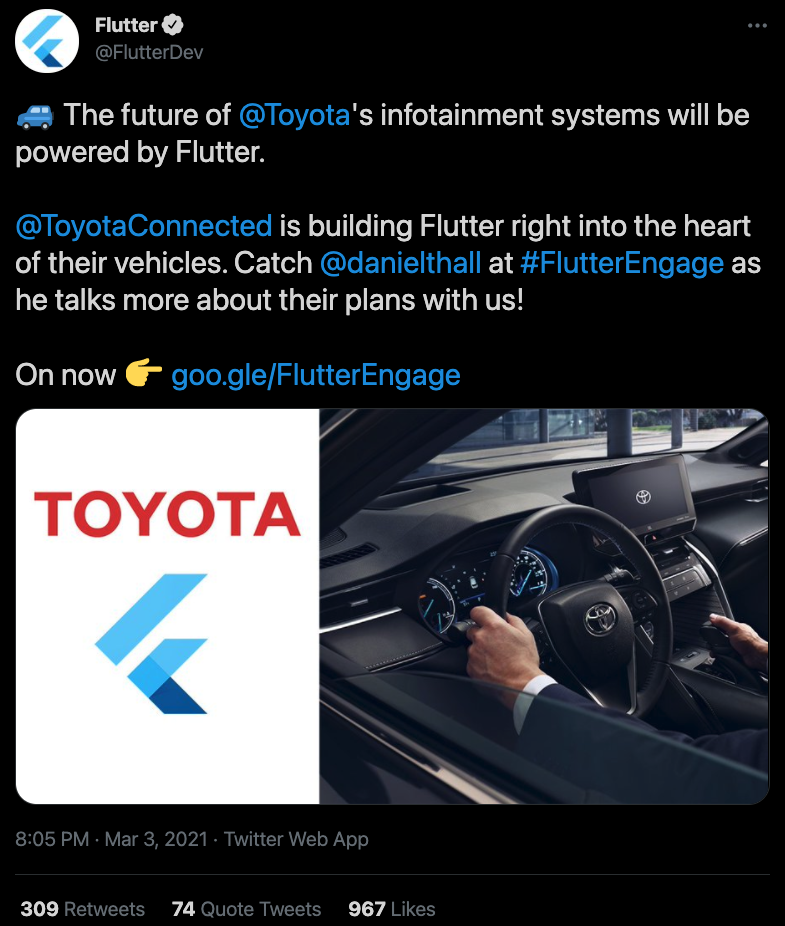 Flutter
@FlutterDev
🚙 The future of @Toyota's infotainment systems will be
powered by Flutter.
@ToyotaConnected is building Flutter right into the heart
of their vehicles. Catch @danielthall at #FlutterEngage as
he talks more about their plans with us!
On now 👉 goo.gle/FlutterEngage
TOYOTA
8:05 PM · Mar 3, 2021 · Twitter Web App
309 Retweets 74 Quote Tweets 967 Likes